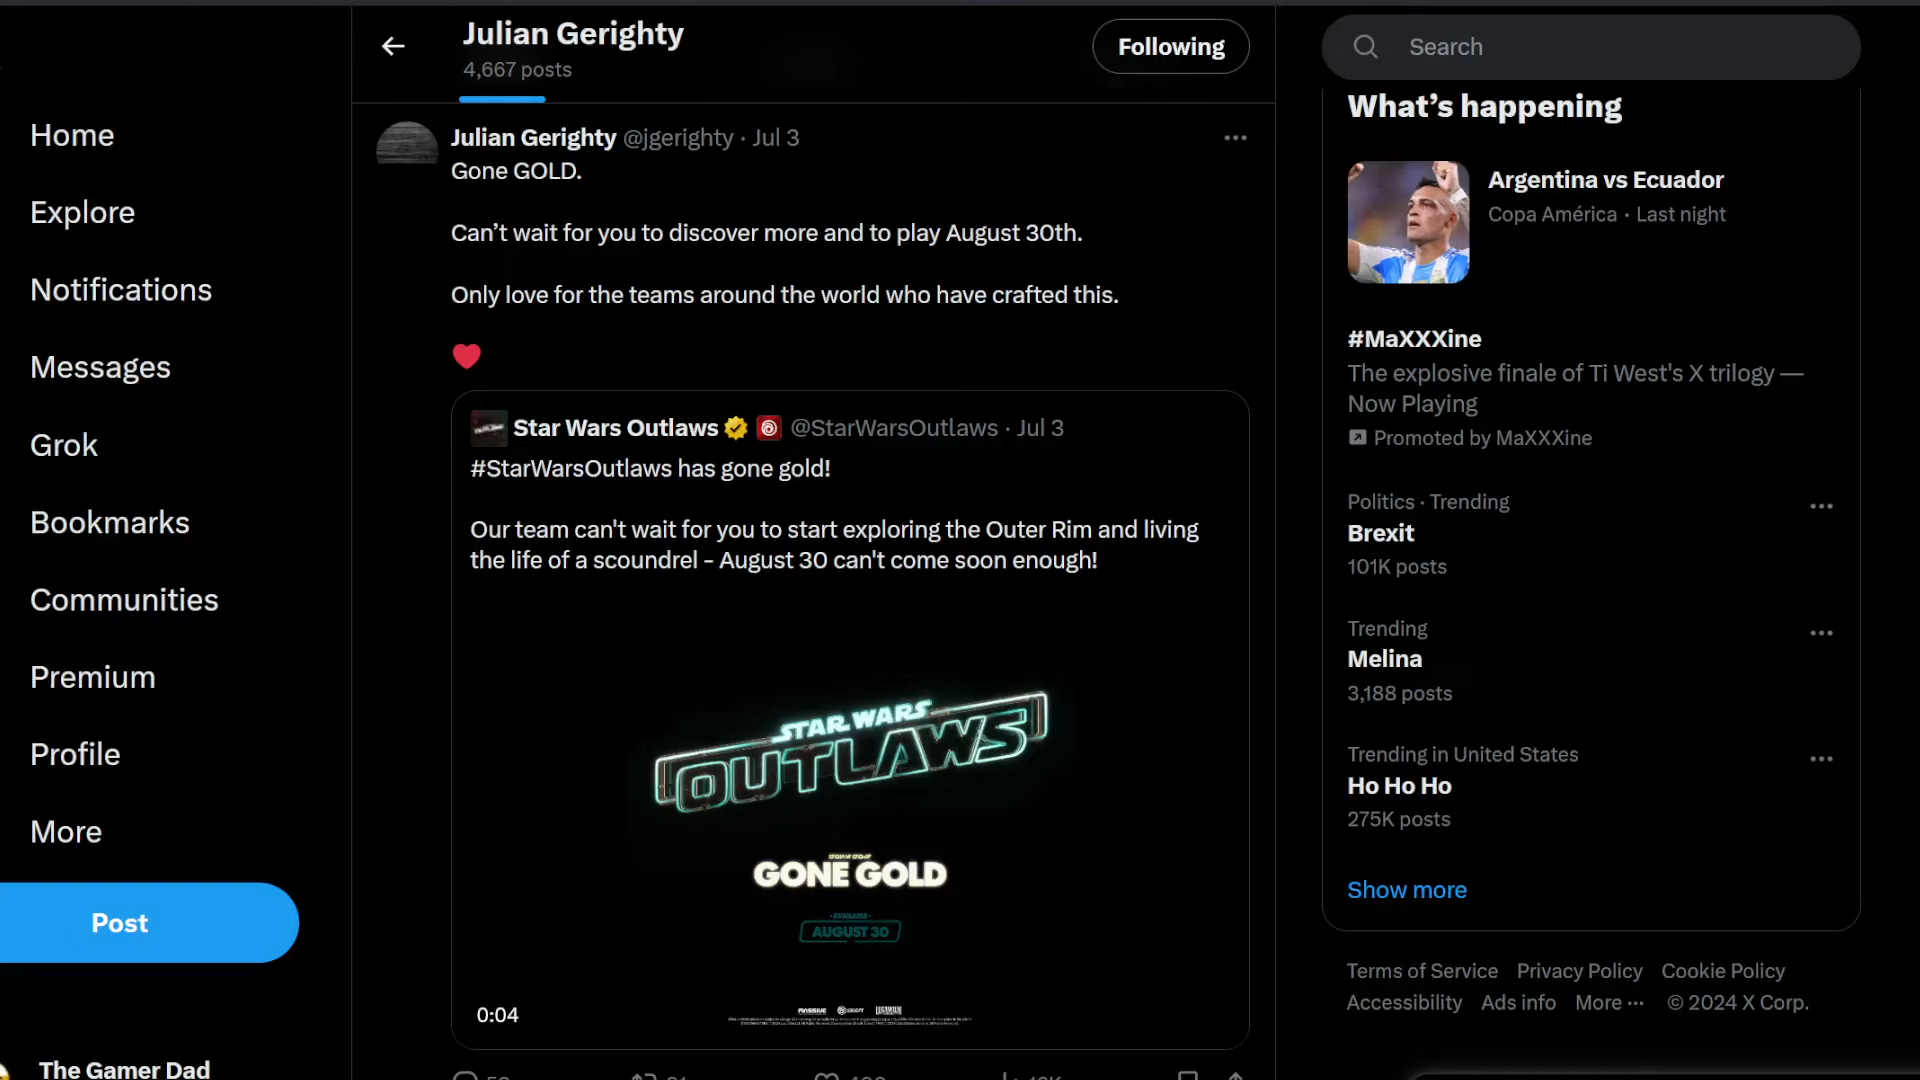 Julian Gerighty
4,667 posts
Following
Search
Home
Explore
Notifications
Messages
Grok
Bookmarks
Communities
Premium
Profile
More
Post
The Gamer Dad
Julian Gerighty @jgerighty · Jul 3
Gone GOLD.
Can’t wait for you to discover more and to play August 30th.
Only love for the teams around the world who have crafted this.
Star Wars Outlaws @StarWarsOutlaws · Jul 3
#StarWarsOutlaws has gone gold!
Our team can't wait for you to start exploring the Outer Rim and living
the life of a scoundrel - August 30 can't come soon enough!
STAR WARS
OUTLAWS
GONE GOLD
-AVAILABLE-
AUGUST 30
0:04
MASSIVE UBISOFT
What’s happening
Argentina vs Ecuador
Copa América · Last night
#MaXXXine
The explosive finale of Ti West's X trilogy —
Now Playing
Promoted by MaXXXine
Politics · Trending
Brexit
101K posts
Trending
Melina
3,188 posts
Trending in United States
Ho Ho Ho
275K posts
Show more
Terms of Service Privacy Policy Cookie Policy
Accessibility Ads info More ··· © 2024 X Corp.